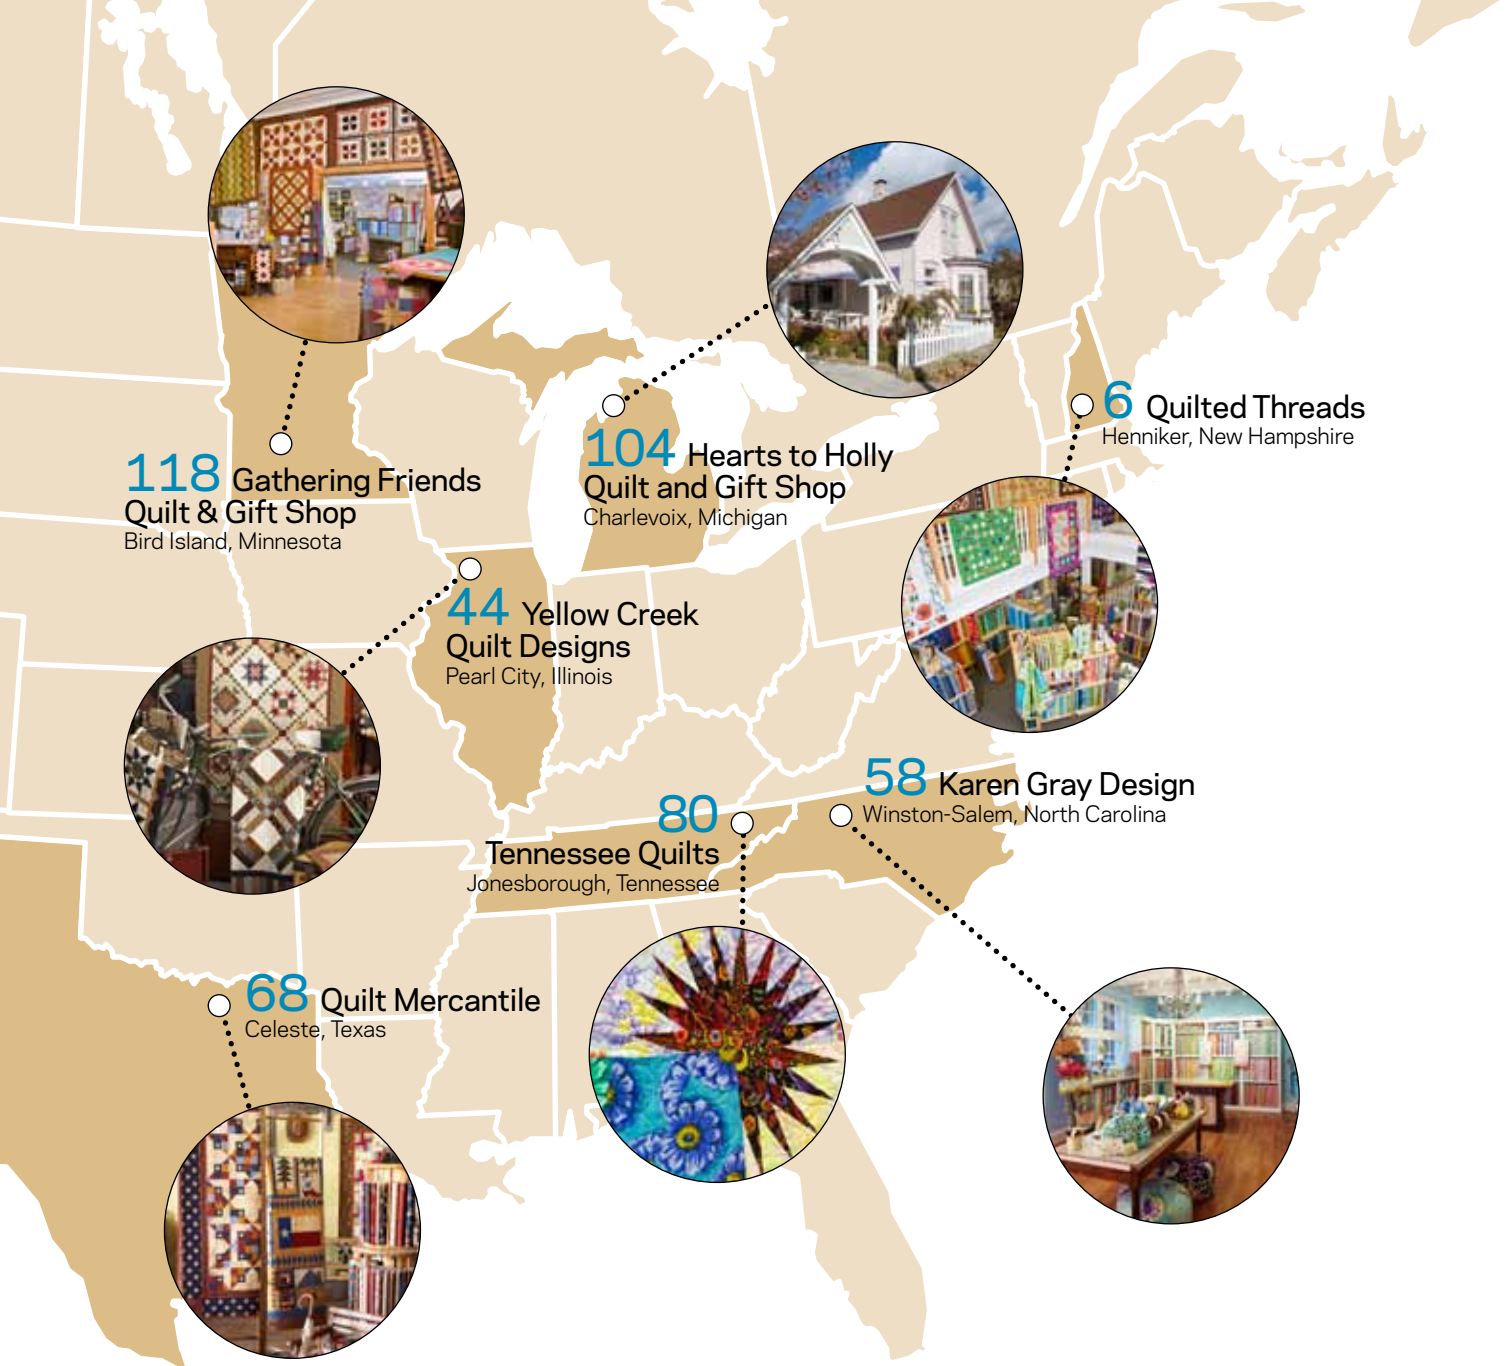 6 Quilted Threads
Henniker, New Hampshire
104 Hearts to Holly
Quilt and Gift Shop
Charlevoix, Michigan
118 Gathering Friends
Quilt & Gift Shop
Bird Island, Minnesota
44 Yellow Creek
Quilt Designs
Pearl City, Illinois
58 Karen Gray Design
Winston-Salem, North Carolina
80
Tennessee Quilts
Jonesborough, Tennessee
68 Quilt Mercantile
Celeste, Texas